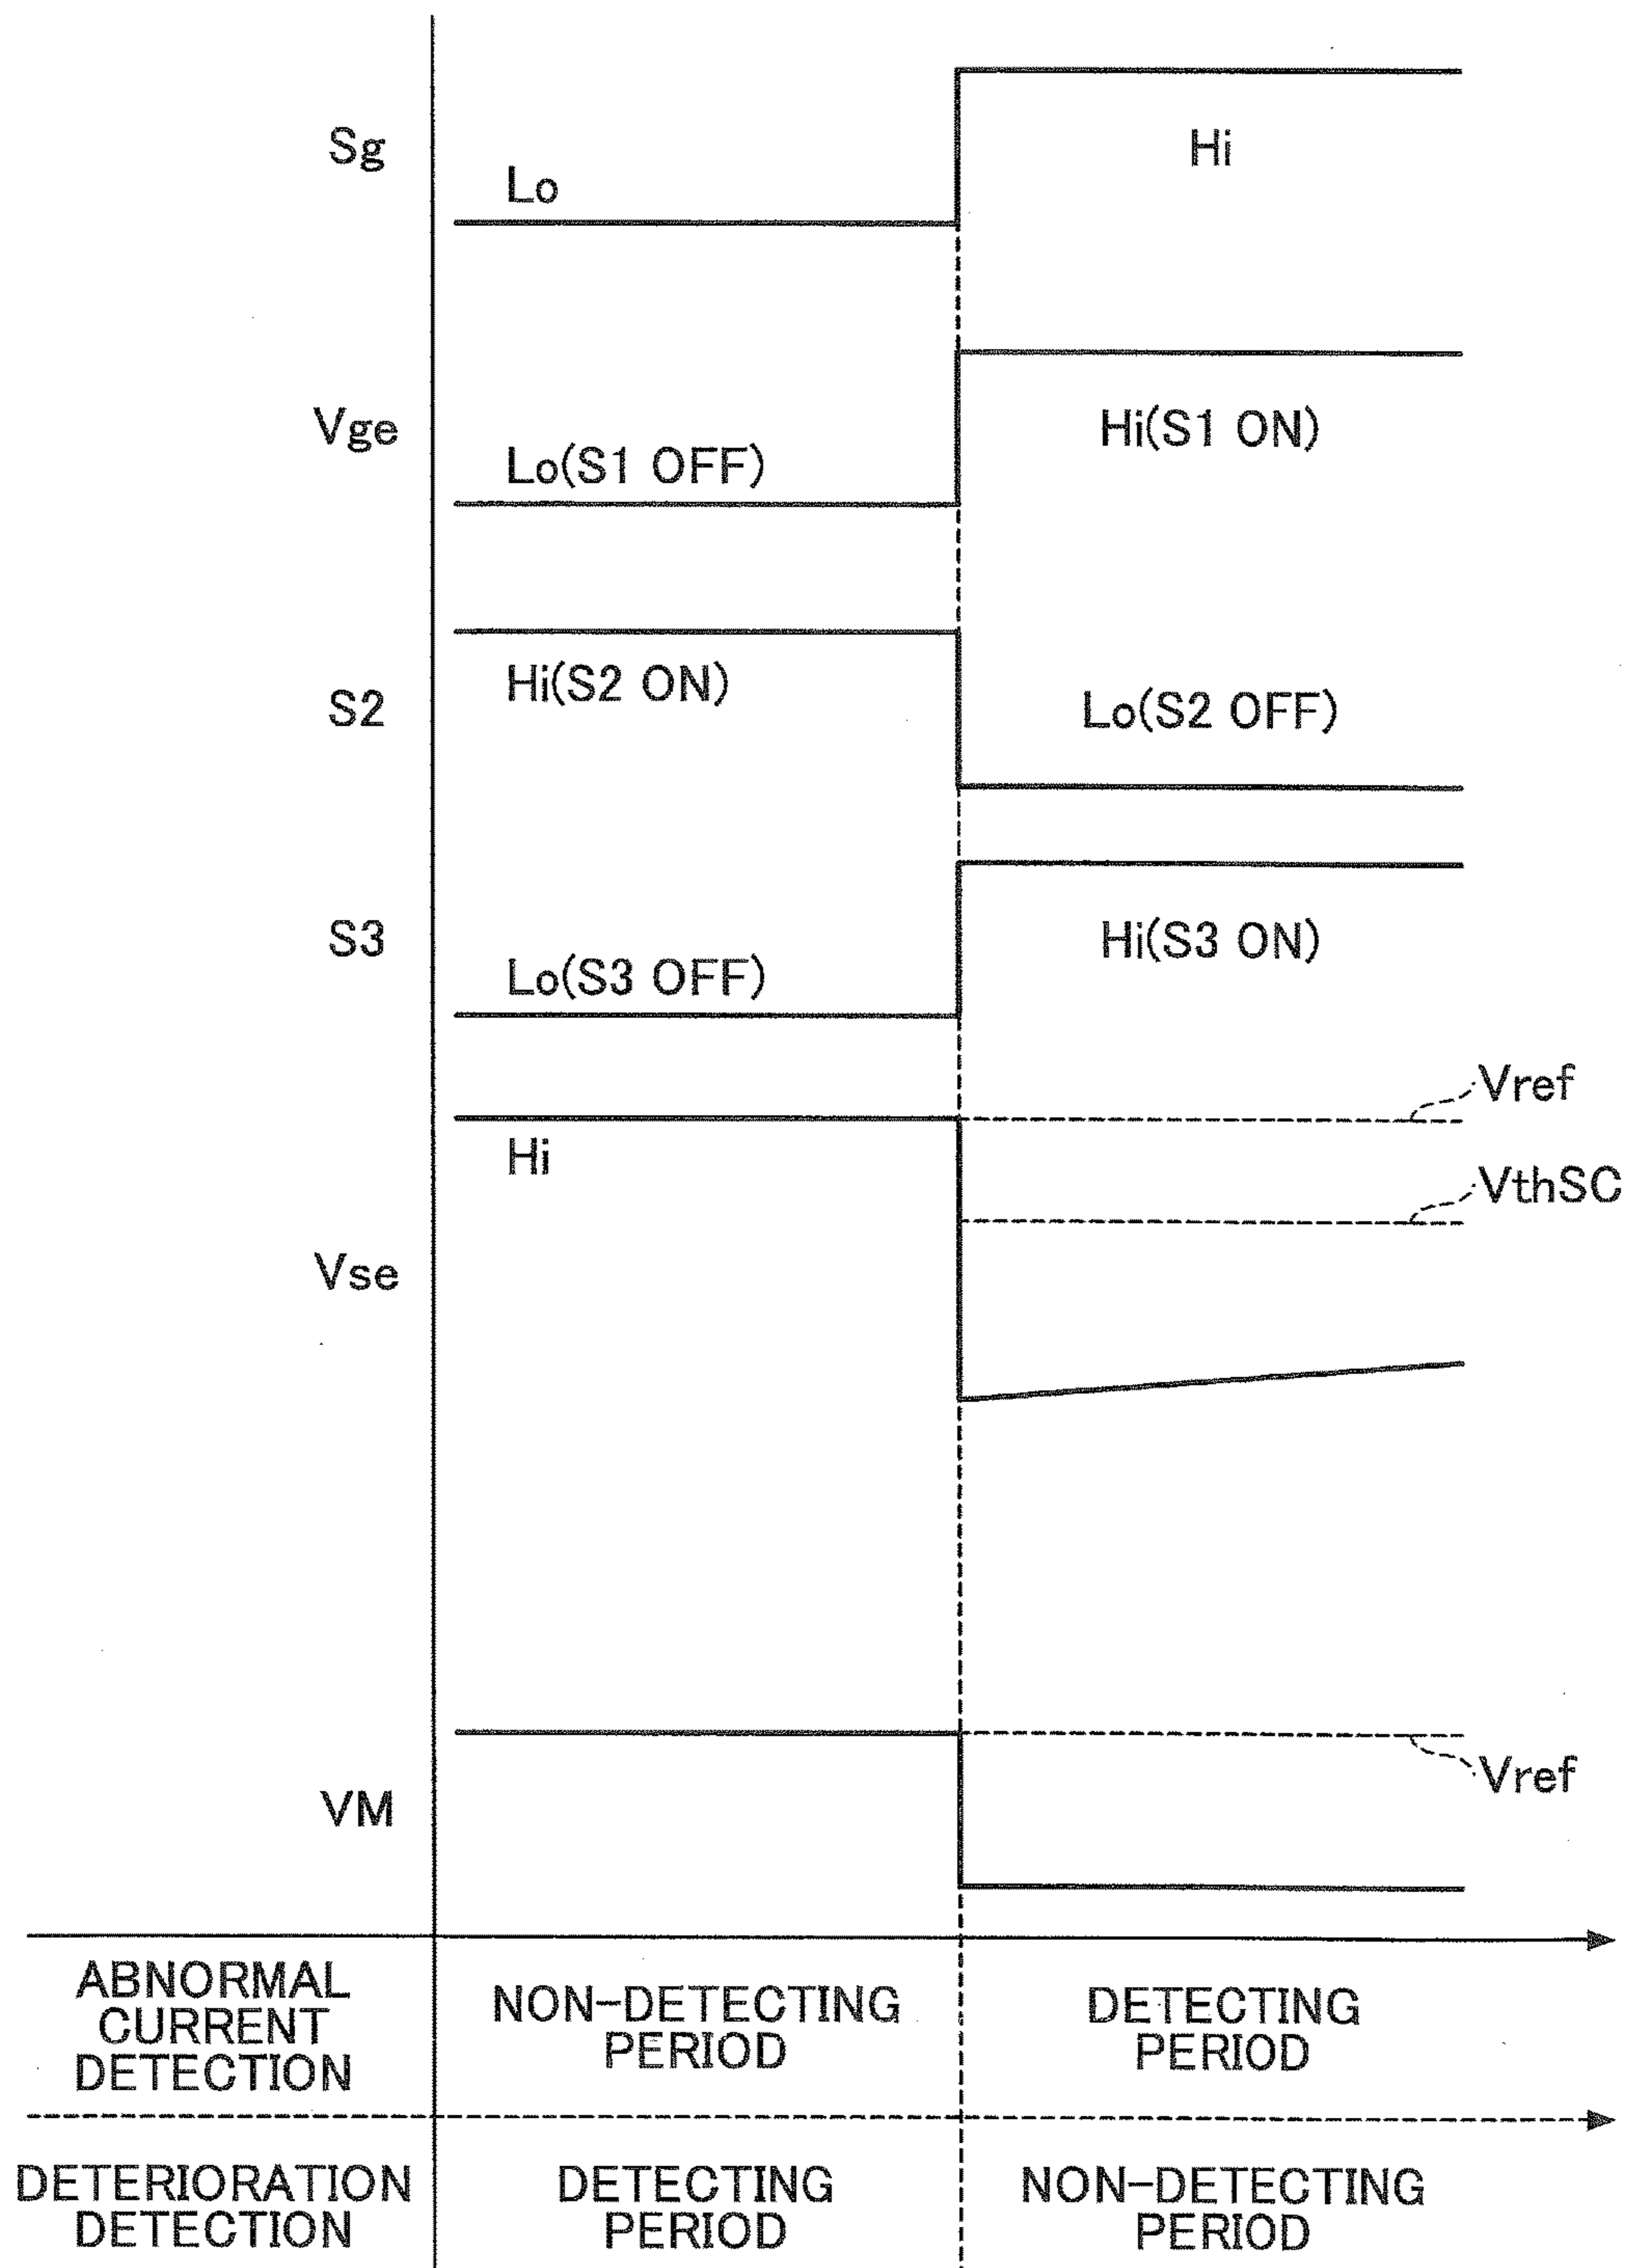 Sg
Lo
Hi
Vge
Lo(S1 OFF)
Hi(S1 ON)
S2
Hi(S2 ON)
Lo(S2 OFF)
S3
Lo(S3 OFF)
Hi(S3 ON)
Vref
Hi
VthSC
Vse
Vref
VM
ABNORMAL
CURRENT
DETECTION
NON-DETECTING
PERIOD
DETECTING
PERIOD
DETERIORATION
DETECTION
DETECTING
PERIOD
NON-DETECTING
PERIOD